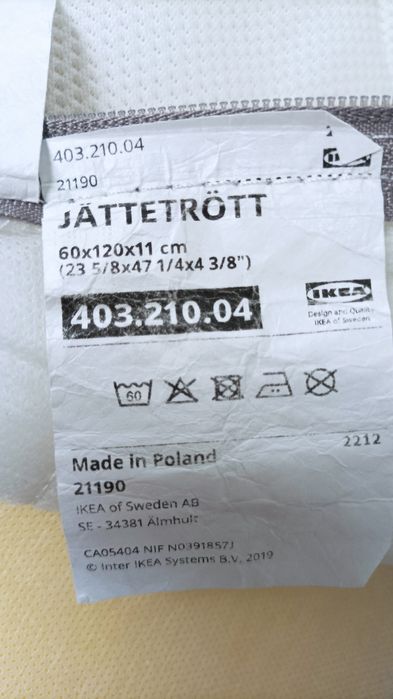 403.210.04
21190
JÄTTETRÖTT
60x120x11 cm
(23 5/8x47 1/4x4 3/8")
403.210.04
IKEA
Design and Quality
IKEA of Sweden
60
2212
Made in Poland
21190
IKEA of Sweden AB
SE - 34381 Älmhult
CA05404 NIF N0391857J
© Inter IKEA Systems B.V. 2019